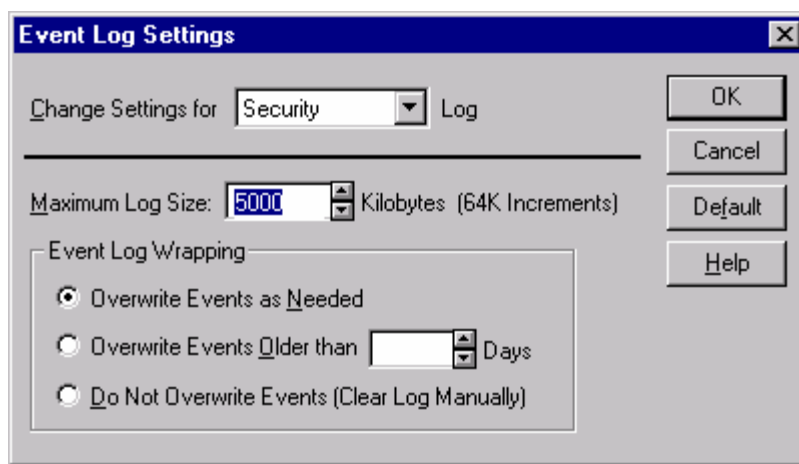 Event Log Settings
Change Settings for Security Log
OK
Cancel
Maximum Log Size: 5000 Kilobytes (64K Increments)
Default
Help
Event Log Wrapping
Overwrite Events as Needed
Overwrite Events Older than Days
Do Not Overwrite Events (Clear Log Manually)